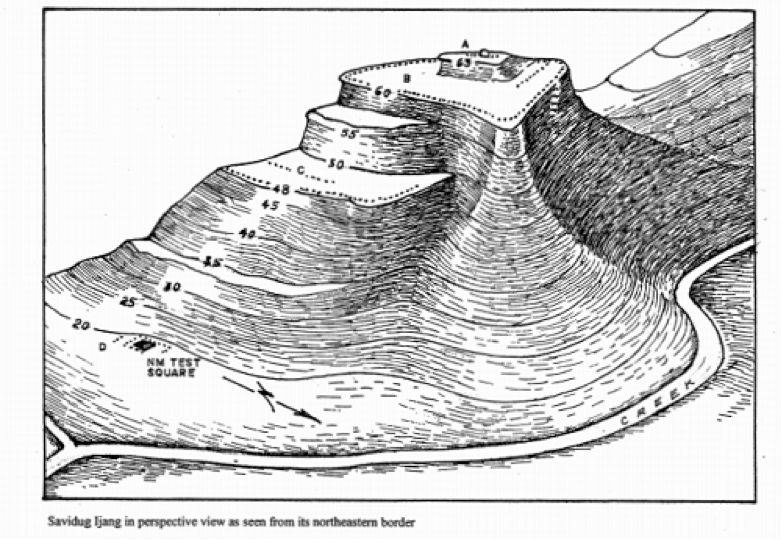 A
63
B
60
55
50
C
48
45
40
35
30
25
20
D
NM TEST
SQUARE
CREEK
Savidug Ijang in perspective view as seen from its northeastern border